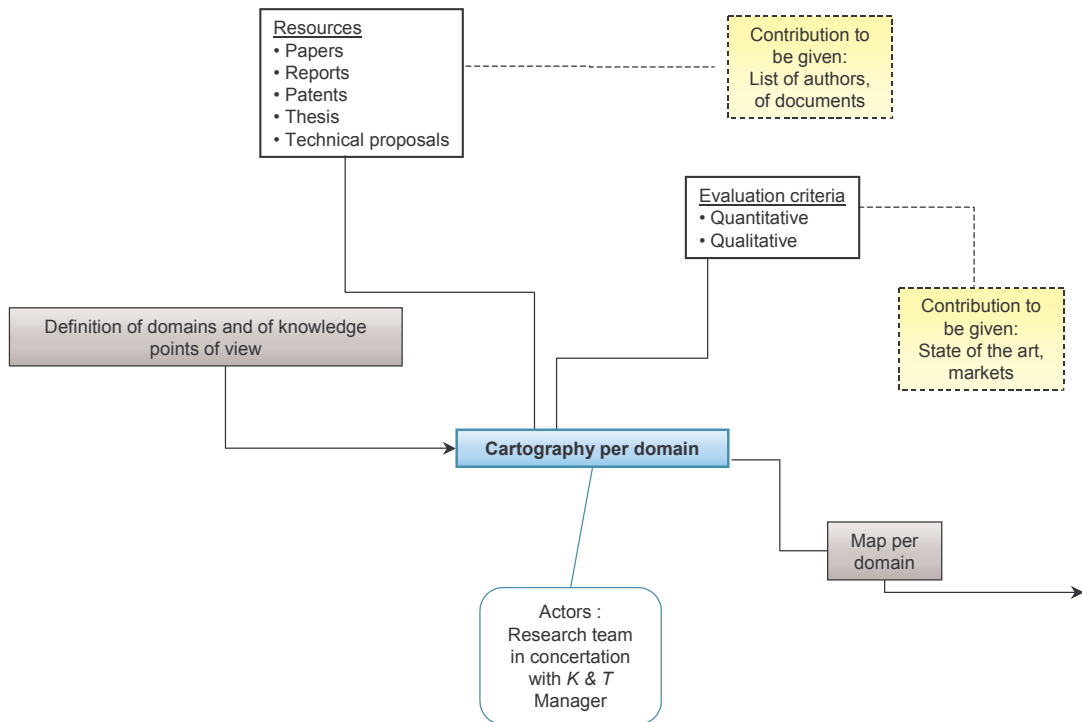 Resources
• Papers
• Reports
• Patents
• Thesis
• Technical proposals
Contribution to
be given:
List of authors,
of documents
Evaluation criteria
• Quantitative
• Qualitative
Contribution to
be given:
State of the art,
markets
Definition of domains and of knowledge
points of view
Cartography per domain
Map per
domain
Actors :
Research team
in concertation
with K & T
Manager